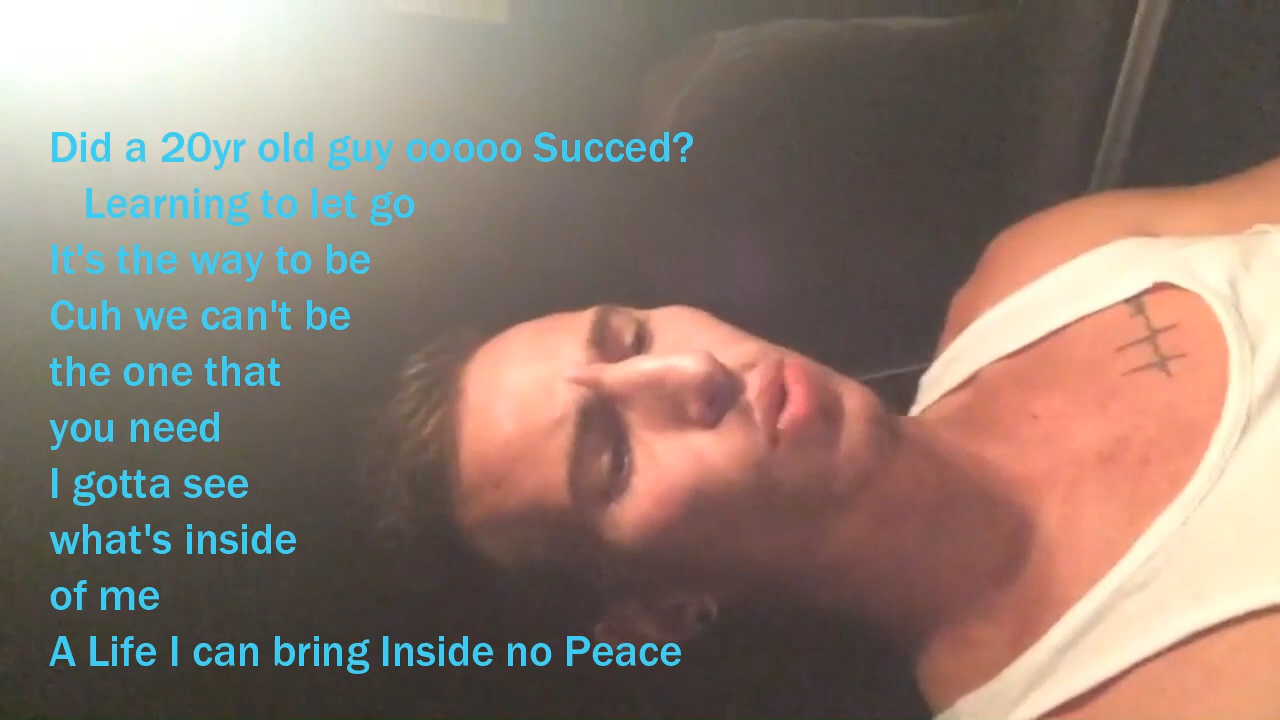 Did a 20yr old guy ooooo Succed?
Learning to let go
It's the way to be
Cuh we can't be
the one that
you need
I gotta see
what's inside
of me
A Life I can bring Inside no Peace